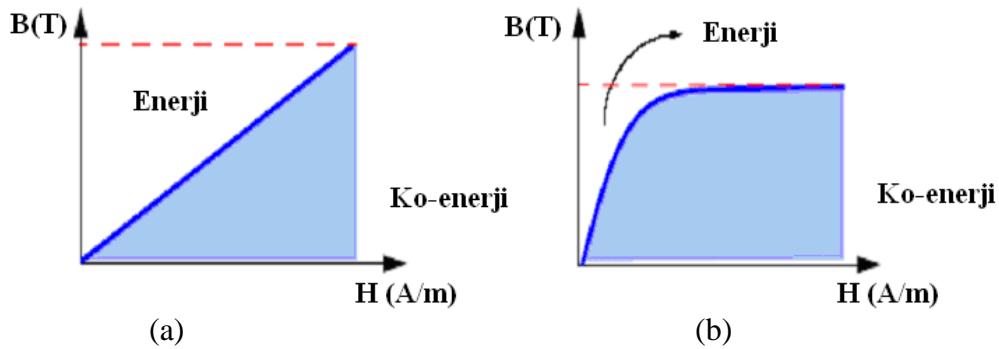 B(T)
Enerji
Ko-enerji
H (A/m)
(a)
B(T)
Enerji
Ko-enerji
H (A/m)
(b)